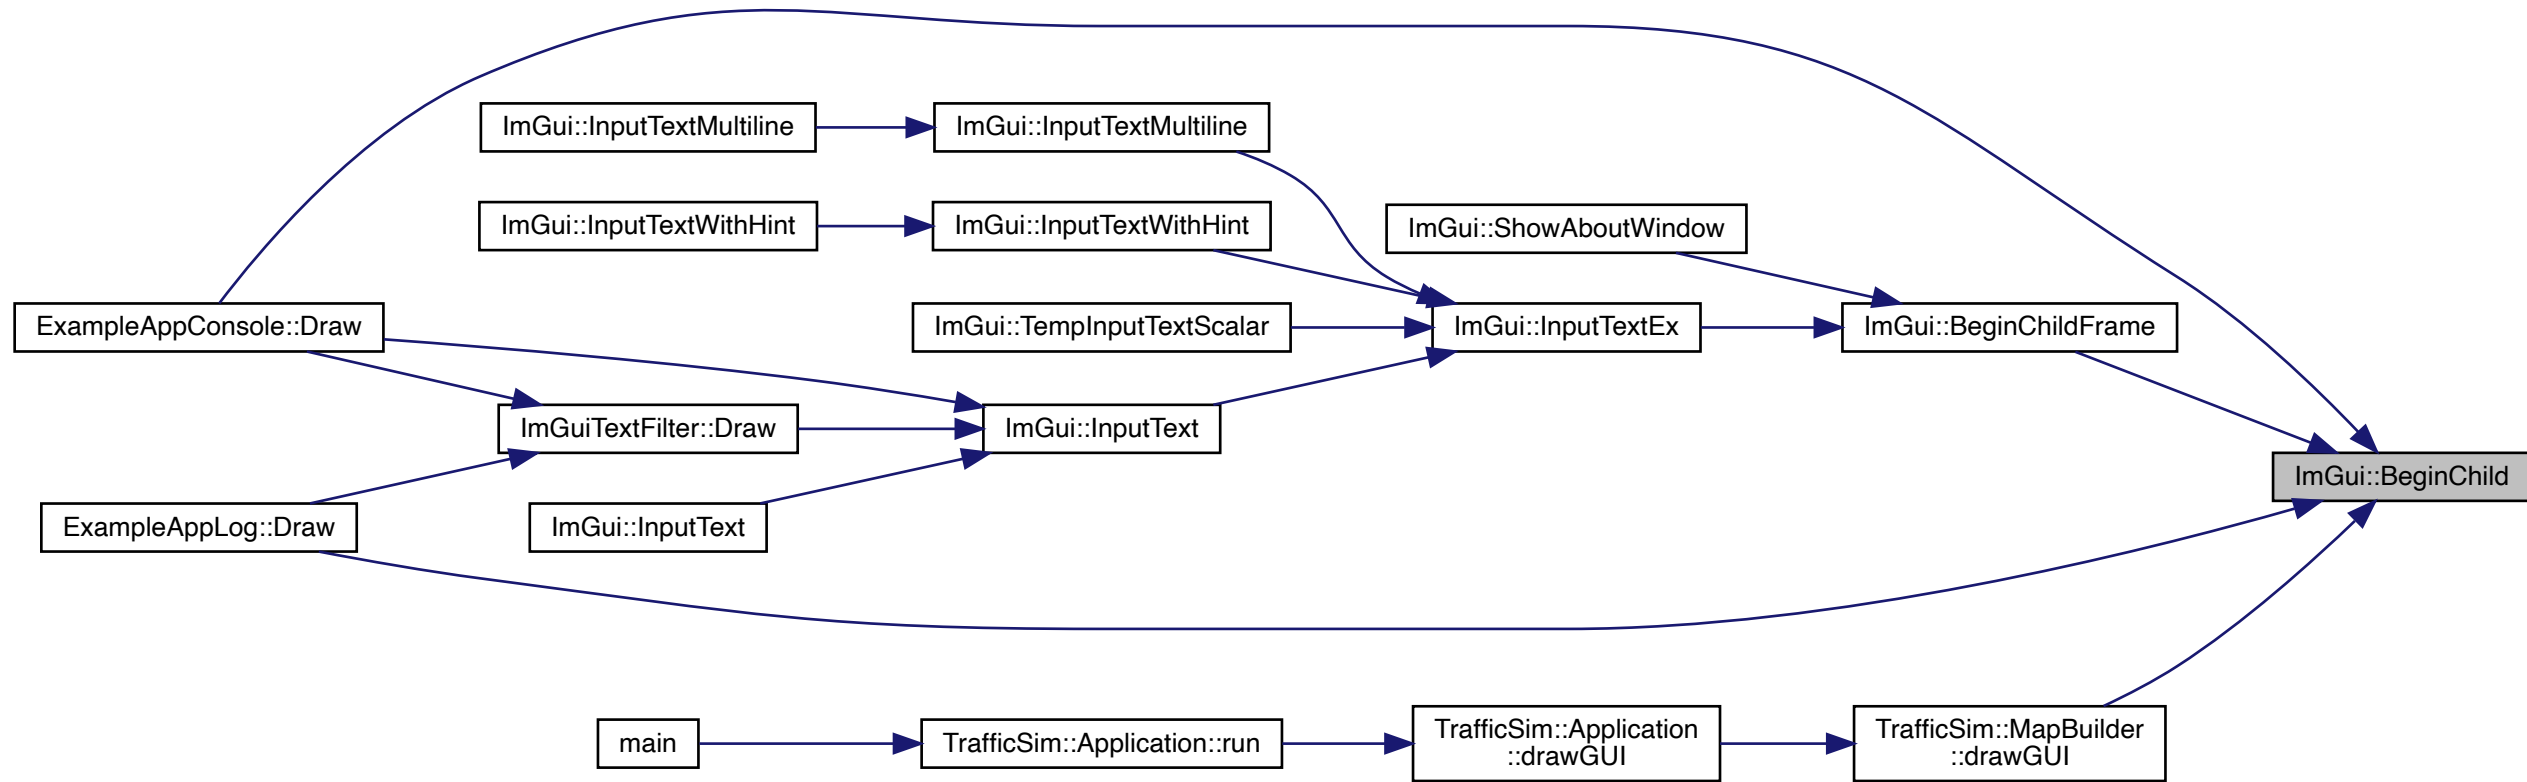 ImGui::InputTextMultiline
ImGui::InputTextMultiline
ImGui::InputTextWithHint
ImGui::InputTextWithHint
ImGui::ShowAboutWindow
ExampleAppConsole::Draw
ImGui::TempInputTextScalar
ImGui::InputTextEx
ImGui::BeginChildFrame
ImGuiTextFilter::Draw
ImGui::InputText
ImGui::BeginChild
ExampleAppLog::Draw
ImGui::InputText
main
TrafficSim::Application::run
TrafficSim::Application
::drawGUI
TrafficSim::MapBuilder
::drawGUI